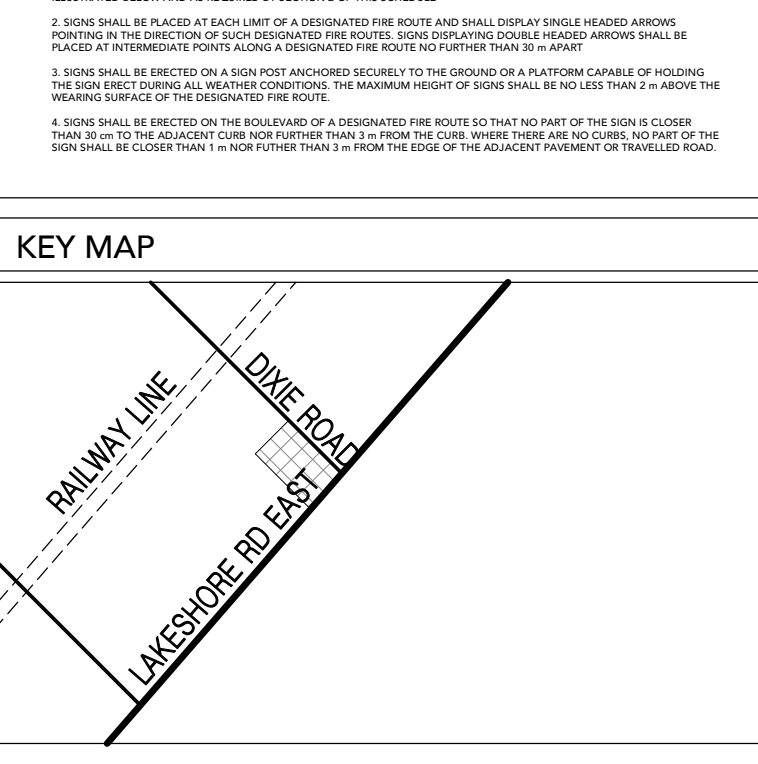 2. SIGNS SHALL BE PLACED AT EACH LIMIT OF A DESIGNATED FIRE ROUTE AND SHALL DISPLAY SINGLE HEADED ARROWS
POINTING IN THE DIRECTION OF SUCH DESIGNATED FIRE ROUTES. SIGNS DISPLAYING DOUBLE HEADED ARROWS SHALL BE
PLACED AT INTERMEDIATE POINTS ALONG A DESIGNATED FIRE ROUTE NO FURTHER THAN 30 m APART
3. SIGNS SHALL BE ERECTED ON A SIGN POST ANCHORED SECURELY TO THE GROUND OR A PLATFORM CAPABLE OF HOLDING
THE SIGN ERECT DURING ALL WEATHER CONDITIONS. THE MAXIMUM HEIGHT OF SIGNS SHALL BE NO LESS THAN 2 m ABOVE THE
WEARING SURFACE OF THE DESIGNATED FIRE ROUTE.
4. SIGNS SHALL BE ERECTED ON THE BOULEVARD OF A DESIGNATED FIRE ROUTE SO THAT NO PART OF THE SIGN IS CLOSER
THAN 30 cm TO THE ADJACENT CURB NOR FURTHER THAN 3 m FROM THE CURB. WHERE THERE ARE NO CURBS, NO PART OF THE
SIGN SHALL BE CLOSER THAN 1 m NOR FUTHER THAN 3 m FROM THE EDGE OF THE ADJACENT PAVEMENT OR TRAVELLED ROAD.
KEY MAP
DIXIE ROAD
RAILWAY LINE
LAKESHORE RD EAST